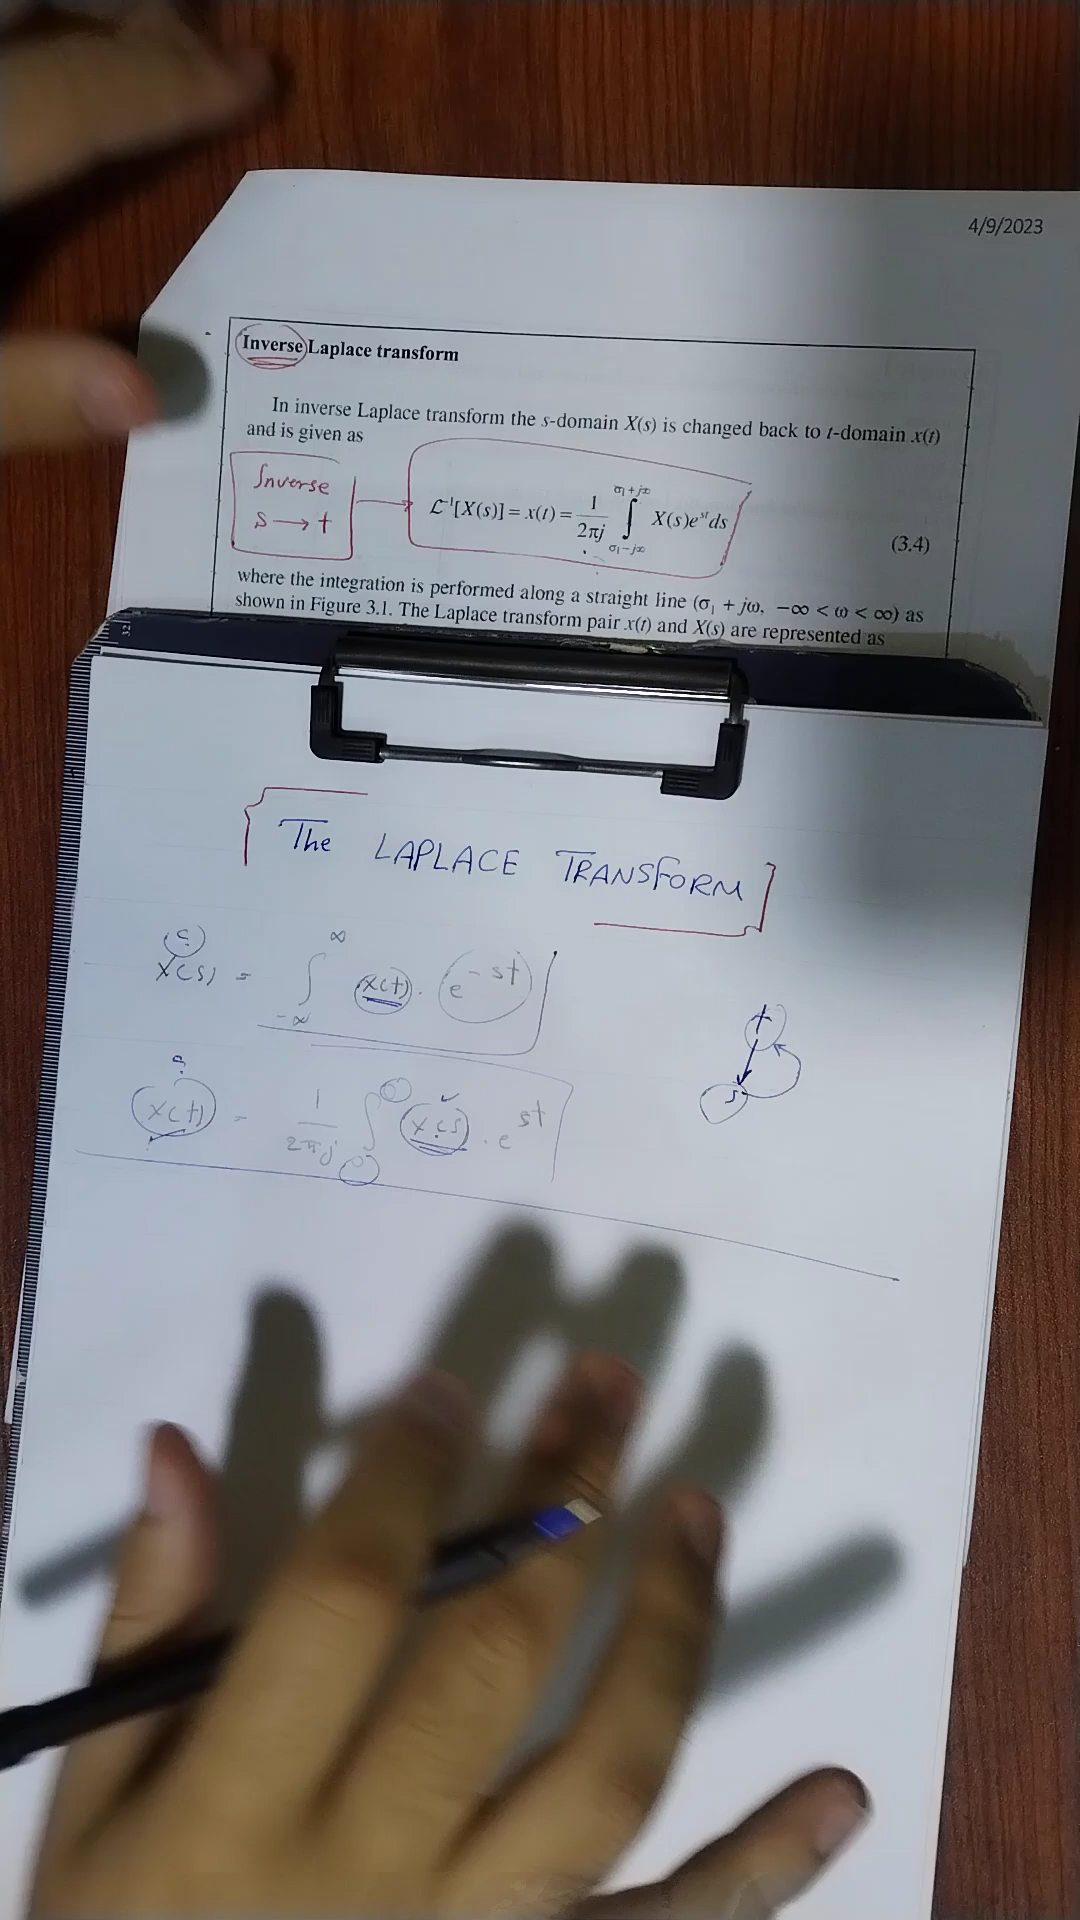 4/9/2023
Inverse Laplace transform
In inverse Laplace transform the s-domain X(s) is changed back to t-domain x(t)
and is given as
Inverse
s → t
ℒ⁻¹[X(s)] = x(t) = 1/2πj ∫_{σ₁-j∞}^{σ₁+j∞} X(s)e^{st}ds
(3.4)
where the integration is performed along a straight line (σ₁ + jω, −∞ < ω < ∞) as
shown in Figure 3.1. The Laplace transform pair x(t) and X(s) are represented as
32
The LAPLACE TRANSFORM
X(s) = ∫_{-∞}^{∞} x(t) . e^{-st}
t
s
x(t) = 1/2πj ∫ X(s) . e^{st}